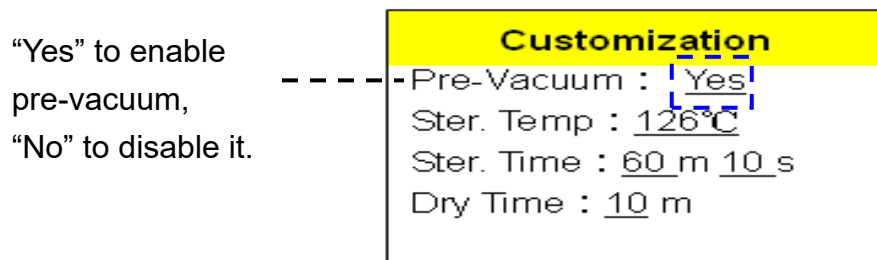 “Yes” to enable
pre-vacuum,
“No” to disable it.
Customization
Pre-Vacuum : Yes
Ster. Temp : 126℃
Ster. Time : 60 m 10 s
Dry Time : 10 m